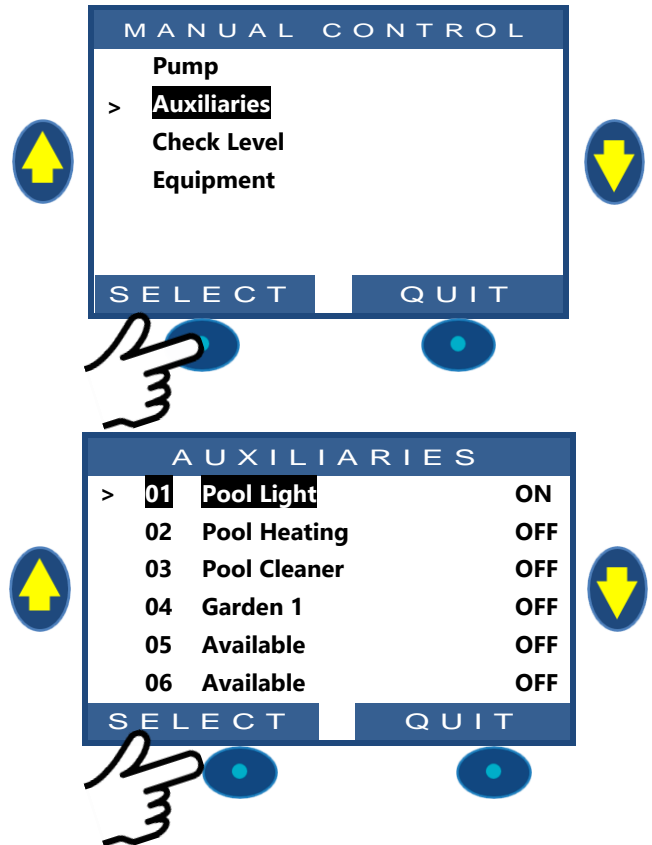 MANUAL CONTROL
Pump
> Auxiliaries
Check Level
Equipment
SELECT QUIT
AUXILIARIES
> 01 Pool Light ON
02 Pool Heating OFF
03 Pool Cleaner OFF
04 Garden 1 OFF
05 Available OFF
06 Available OFF
SELECT QUIT